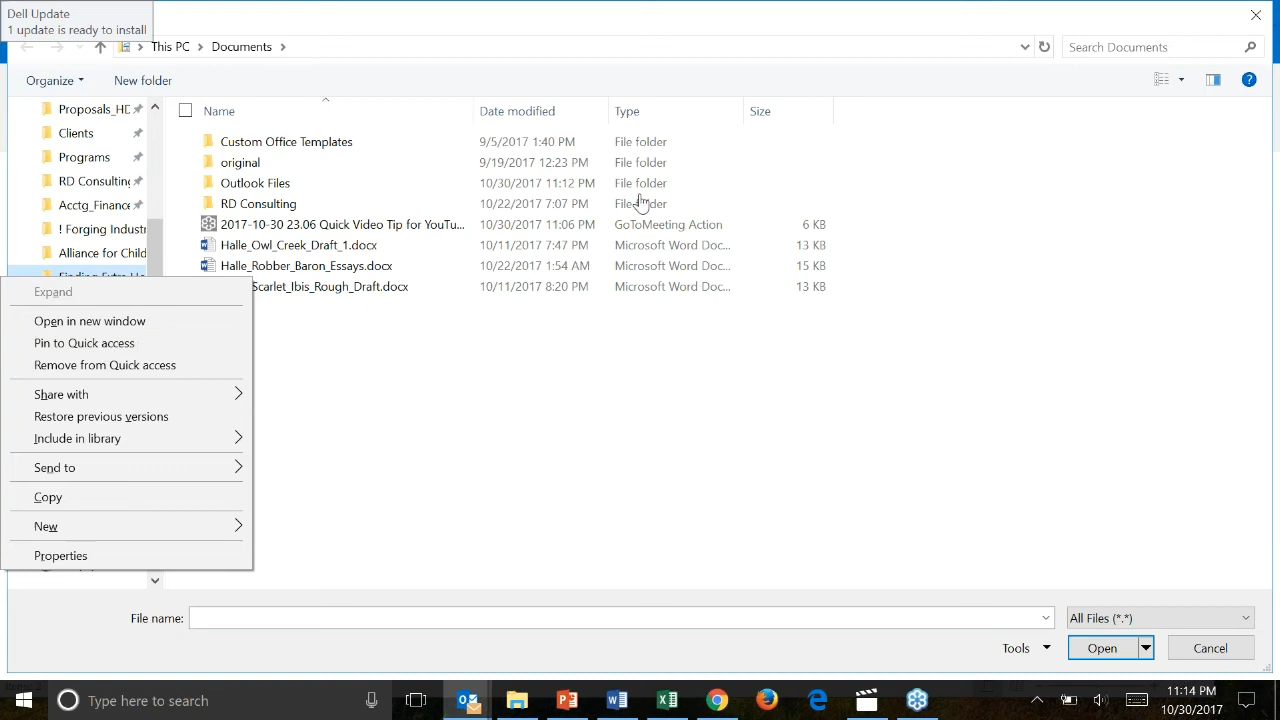 Dell Update
1 update is ready to install
This PC > Documents >
Search Documents
Organize
New folder
?
Name
Date modified
Type
Size
Proposals_HD
Clients
Programs
RD Consulting
Acctg_Finance
! Forging Industr
Alliance for Child
Custom Office Templates 9/5/2017 1:40 PM File folder
original 9/19/2017 12:23 PM File folder
Outlook Files 10/30/2017 11:12 PM File folder
RD Consulting 10/22/2017 7:07 PM File folder
2017-10-30 23.06 Quick Video Tip for YouTu... 10/30/2017 11:06 PM GoToMeeting Action 6 KB
Halle_Owl_Creek_Draft_1.docx 10/11/2017 7:47 PM Microsoft Word Doc... 13 KB
Halle_Robber_Baron_Essays.docx 10/22/2017 1:54 AM Microsoft Word Doc... 15 KB
Scarlet_Ibis_Rough_Draft.docx 10/11/2017 8:20 PM Microsoft Word Doc... 13 KB
Expand
Open in new window
Pin to Quick access
Remove from Quick access
Share with
Restore previous versions
Include in library
Send to
Copy
New
Properties
File name:
All Files (*.*)
Tools
Open
Cancel
Type here to search
11:14 PM
10/30/2017